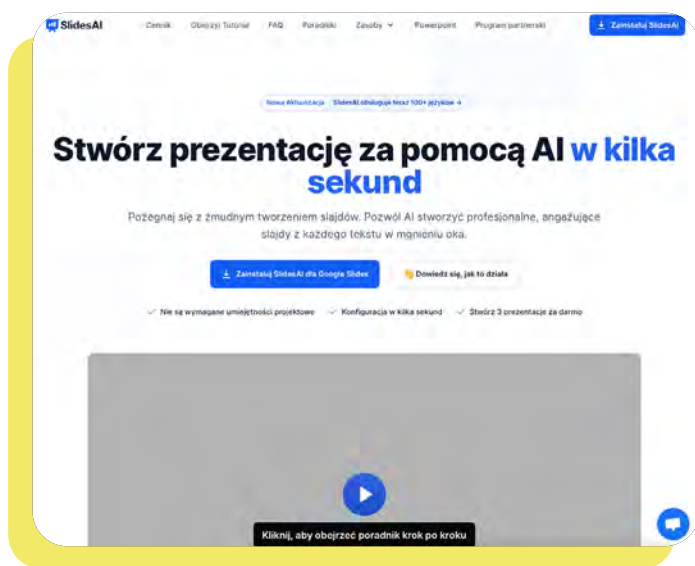 SlidesAI
Cennik Obejrzyj Tutorial FAQ Poradniki Zasoby Powerpoint Program partnerski Zainstaluj SlidesAI
Nowa Aktualizacja SlidesAI obsługuje teraz 100+ języków →
Stwórz prezentację za pomocą AI w kilka
sekund
Pożegnaj się z żmudnym tworzeniem slajdów. Pozwól AI stworzyć profesjonalne, angażujące
slajdy z każdego tekstu w mgnieniu oka.
Zainstaluj SlidesAI dla Google Slides 👋 Dowiedz się, jak to działa
Nie są wymagane umiejętności projektowe Konfiguracja w kilka sekund Stwórz 3 prezentacje za darmo
Kliknij, aby obejrzeć poradnik krok po kroku